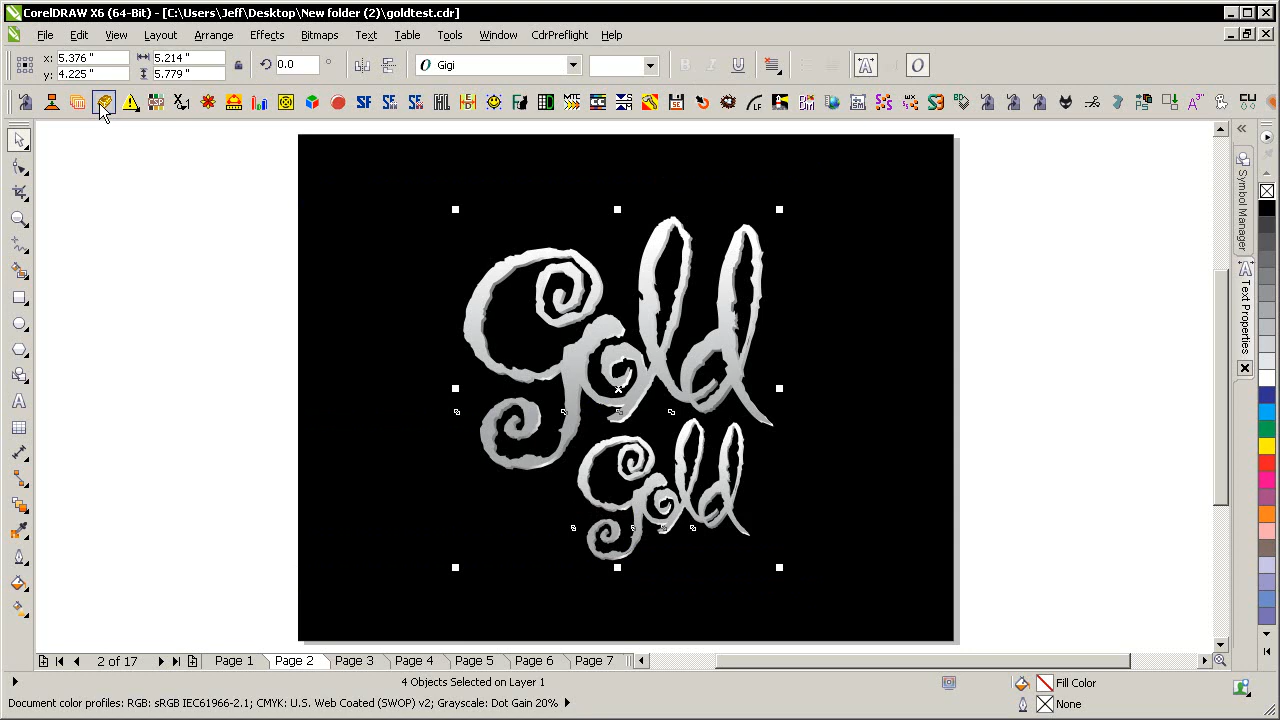 CorelDRAW X6 (64-Bit) - [C:\Users\Jeff\Desktop\New folder (2)\goldtest.cdr]
File Edit View Layout Arrange Effects Bitmaps Text Table Tools Window CdrPreflight Help
x: 5.376 " 5.214 "
y: 4.225 " 5.779 "
0.0 ° O Gigi
Gold
Gold
Symbol Manager
Text Properties
2 of 17 Page 1 Page 2 Page 3 Page 4 Page 5 Page 6 Page 7
4 Objects Selected on Layer 1 Fill Color
Document color profiles: RGB: sRGB IEC61966-2.1; CMYK: U.S. Web Coated (SWOP) v2; Grayscale: Dot Gain 20% None